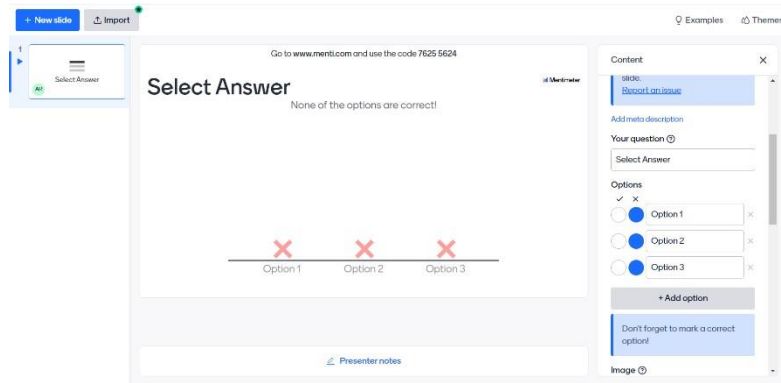 + New slide
Import
Examples
Themes
1
Select Answer
Go to www.menti.com and use the code 7625 5624
Select Answer
Mentimeter
None of the options are correct!
Option 1
Option 2
Option 3
Presenter notes
Content
slide.
Report an issue
Add meta description
Your question
Select Answer
Options
Option 1
Option 2
Option 3
+ Add option
Don't forget to mark a correct
option!
Image